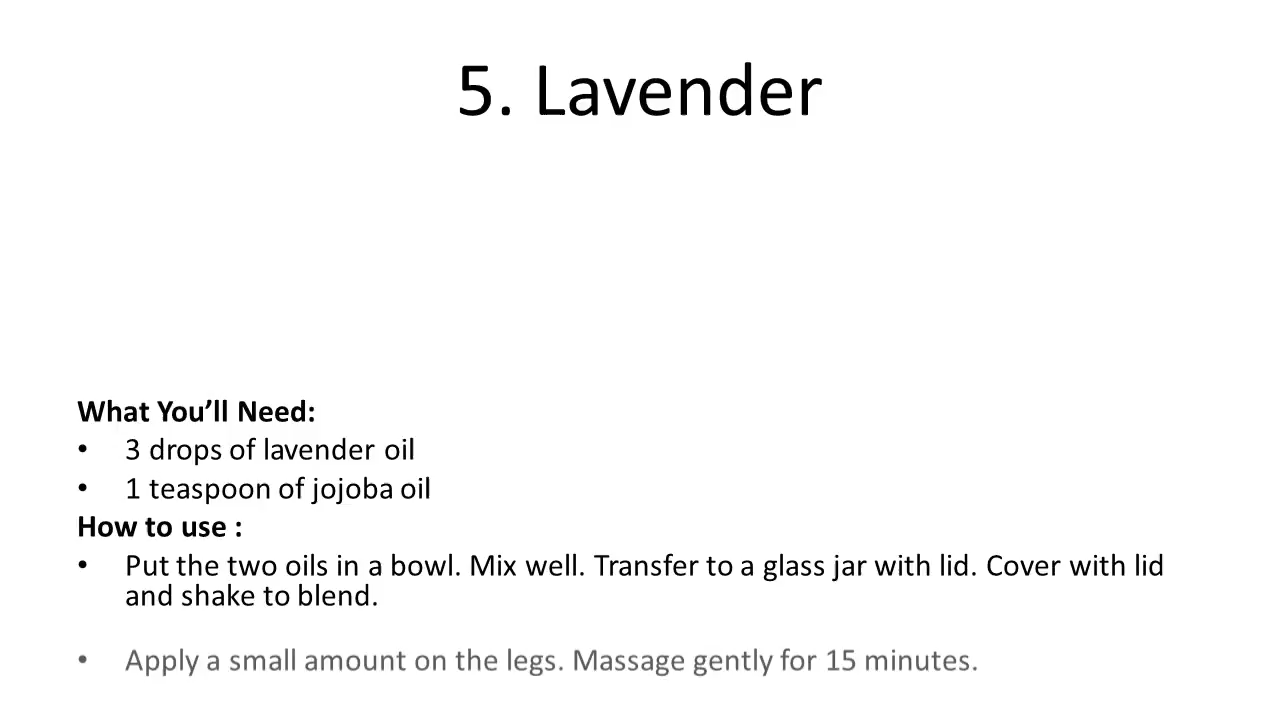 5. Lavender
What You’ll Need:
• 3 drops of lavender oil
• 1 teaspoon of jojoba oil
How to use :
• Put the two oils in a bowl. Mix well. Transfer to a glass jar with lid. Cover with lid
and shake to blend.
• Apply a small amount on the legs. Massage gently for 15 minutes.